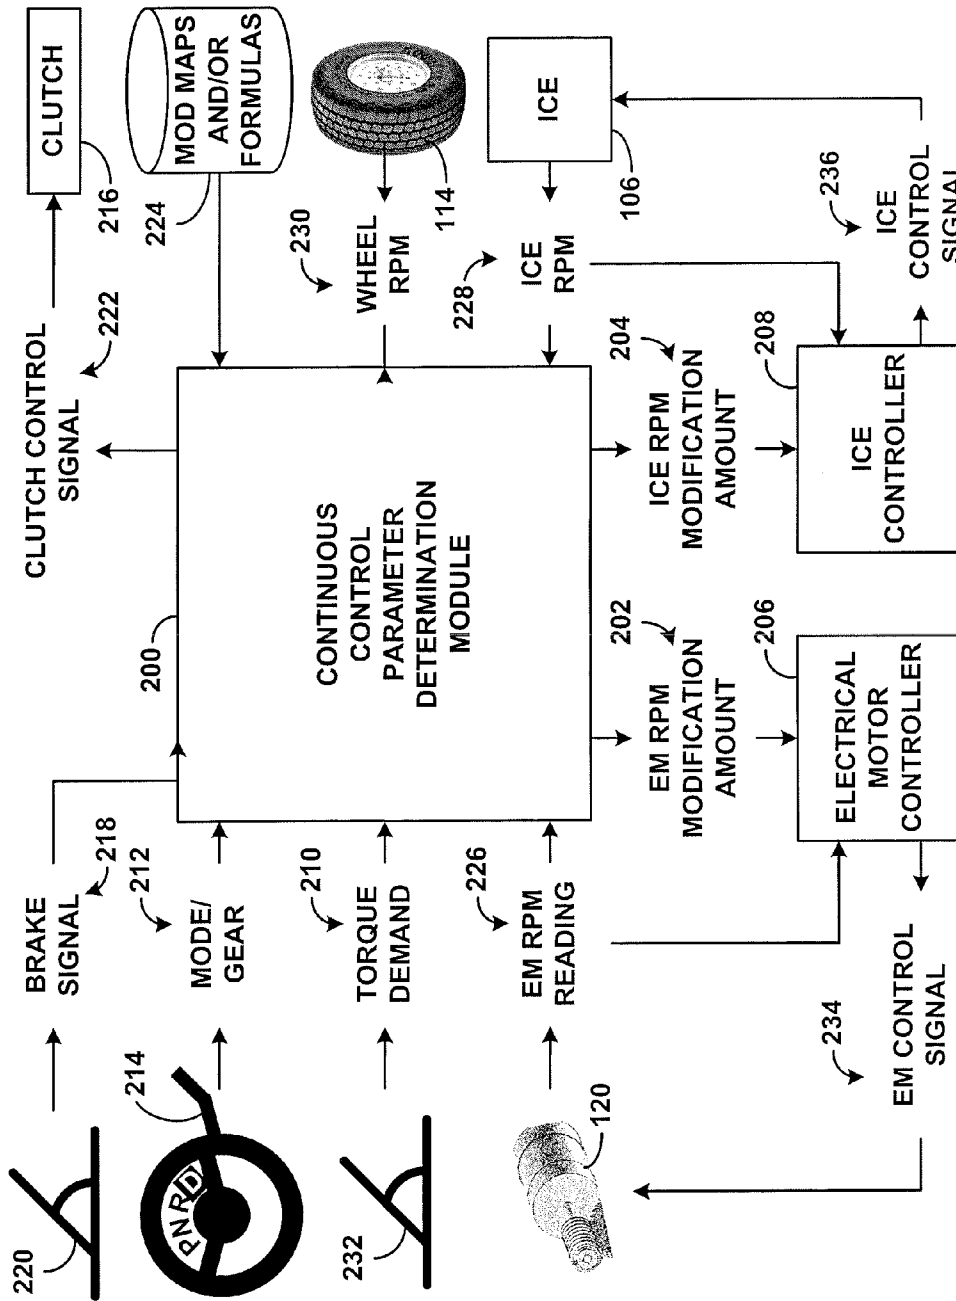 220
BRAKE
SIGNAL
218
CLUTCH CONTROL
SIGNAL
222
CLUTCH
216
PNRD
214
MODE/
GEAR
212
200
MOD MAPS
AND/OR
FORMULAS
224
232
TORQUE
DEMAND
210
CONTINUOUS
CONTROL
PARAMETER
DETERMINATION
MODULE
WHEEL
RPM
230
114
120
EM RPM
READING
226
ICE
RPM
228
ICE
106
EM RPM
MODIFICATION
AMOUNT
202
ICE RPM
MODIFICATION
AMOUNT
204
ELECTRICAL
MOTOR
CONTROLLER
206
ICE
CONTROLLER
208
EM CONTROL
SIGNAL
234
ICE
CONTROL
SIGNAL
236